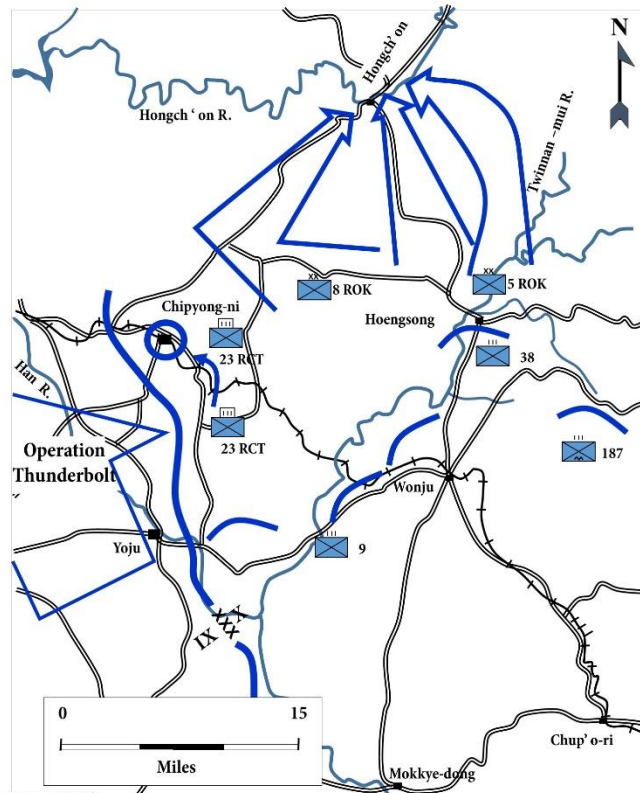 N
Hongch' on
Hongch ' on R.
Twinnan –mui R.
xx
8 ROK
xx
5 ROK
Chipyong-ni
Hoengsong
III
23 RCT
III
38
Han R.
III
23 RCT
Operation
Thunderbolt
III
187
Wonju
Yoju
III
9
IX XXX X
0 15
Miles
Chup' o-ri
Mokkye-dong